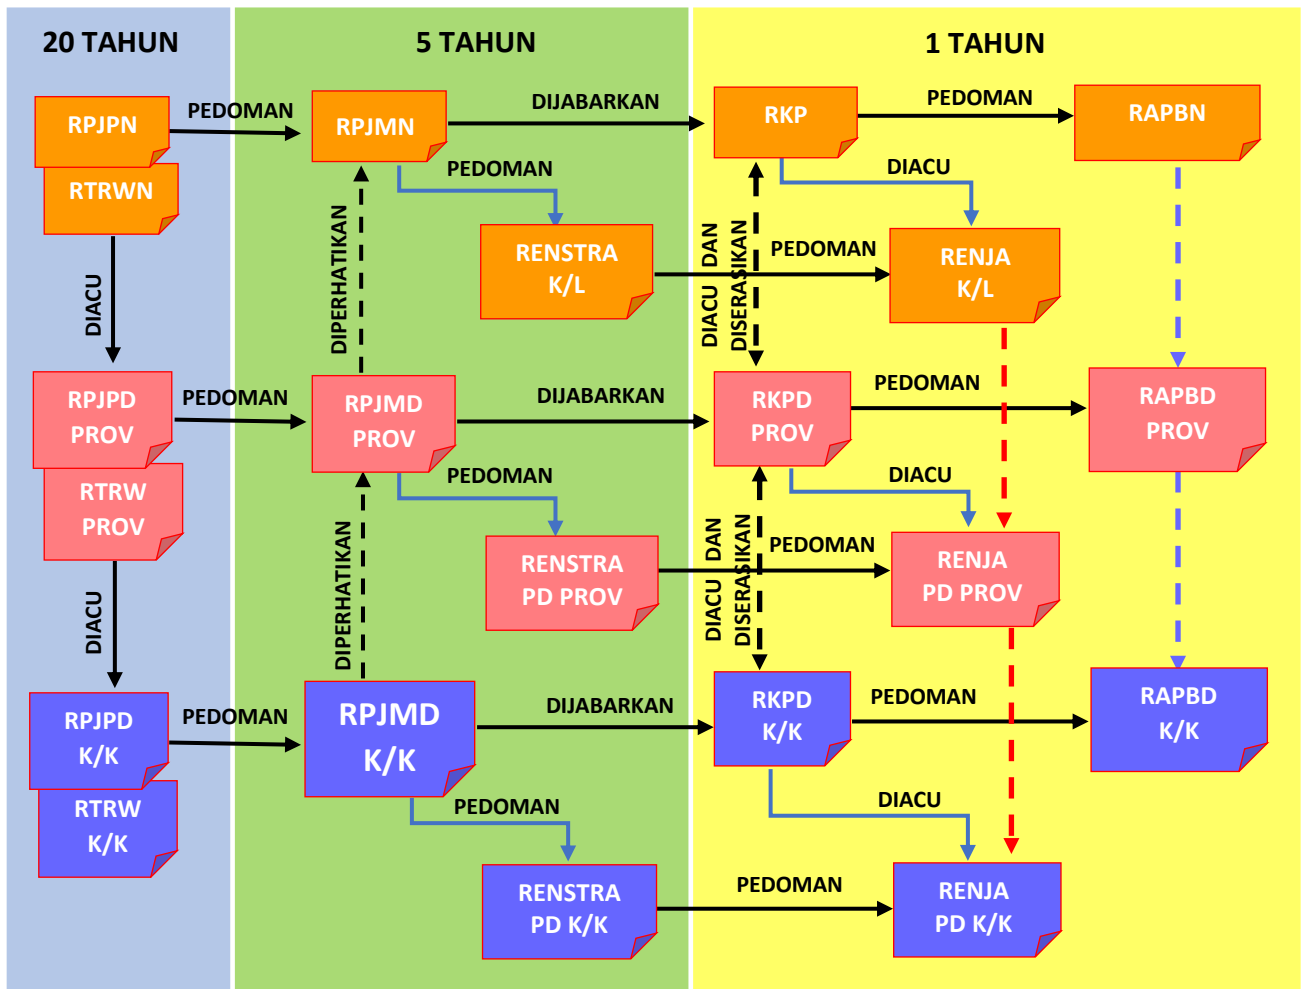 20 TAHUN
5 TAHUN
1 TAHUN
RPJPN
PEDOMAN
RPJMN
DIJABARKAN
RKP
PEDOMAN
RAPBN
RTRWN
PEDOMAN
DIACU
DIACU
DIPERHATIKAN
RENSTRA
K/L
DIACU DAN
DISERASIKAN
PEDOMAN
RENJA
K/L
RPJPD
PROV
PEDOMAN
RPJMD
PROV
DIJABARKAN
RKPD
PROV
PEDOMAN
RAPBD
PROV
RTRW
PROV
PEDOMAN
DIACU
DIACU
DIPERHATIKAN
RENSTRA
PD PROV
DIACU DAN
DISERASIKAN
PEDOMAN
RENJA
PD PROV
RPJPD
K/K
PEDOMAN
RPJMD
K/K
DIJABARKAN
RKPD
K/K
PEDOMAN
RAPBD
K/K
RTRW
K/K
PEDOMAN
DIACU
RENSTRA
PD K/K
PEDOMAN
RENJA
PD K/K